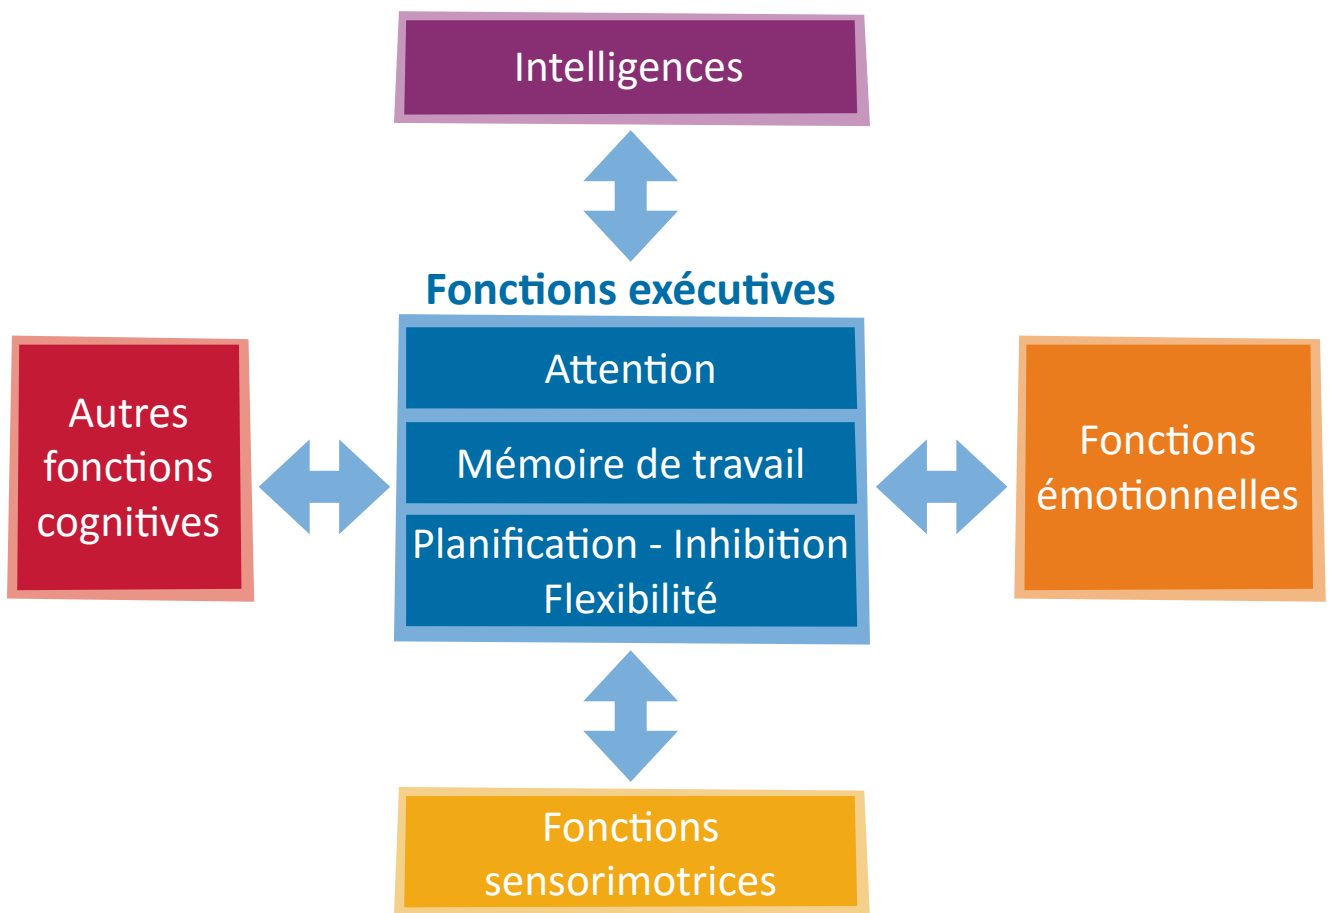 Intelligences
Fonctions exécutives
Attention
Mémoire de travail
Planification - Inhibition
Flexibilité
Autres
fonctions
cognitives
Fonctions
émotionnelles
Fonctions
sensorimotrices